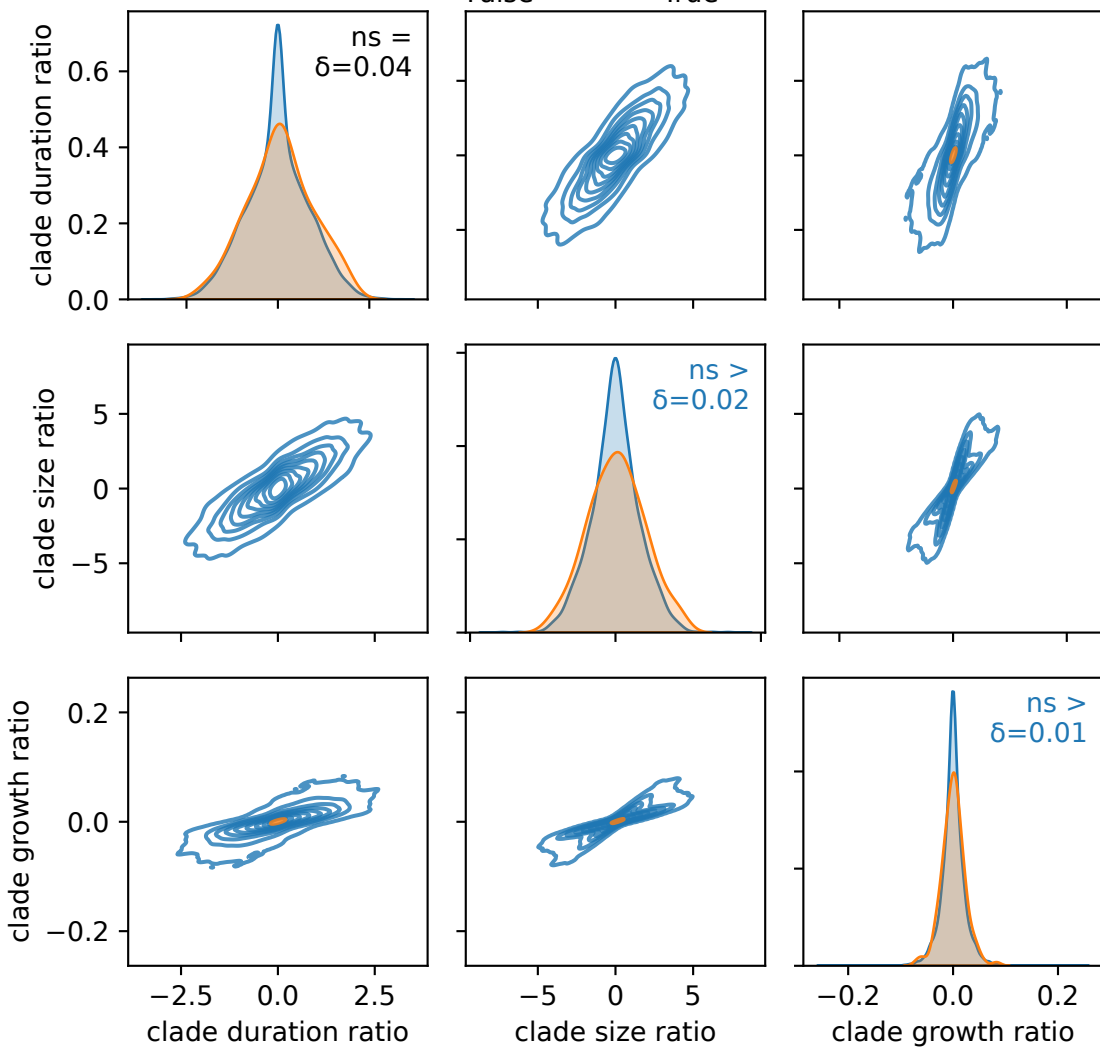 clade duration ratio
0.6
0.4
0.2
0.0
ns =
δ=0.04
clade size ratio
5
0
−5
ns >
δ=0.02
clade growth ratio
0.2
0.0
−0.2
ns >
δ=0.01
−2.5 0.0 2.5
−5 0 5
−0.2 0.0 0.2
clade duration ratio
clade size ratio
clade growth ratio